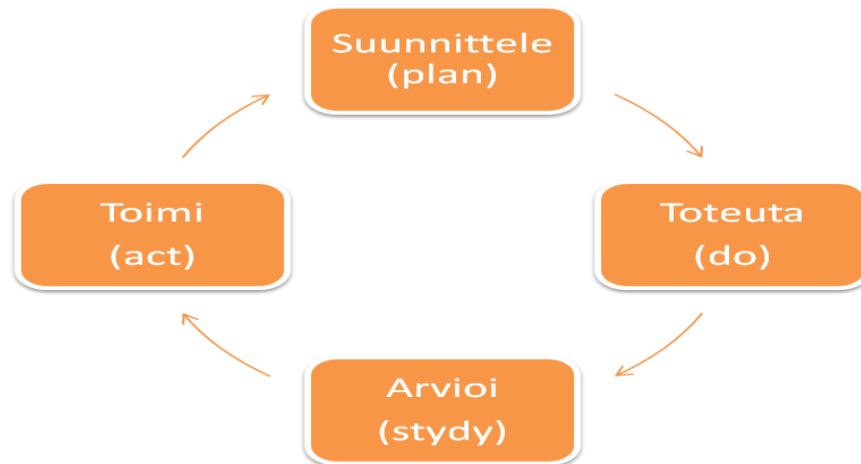 Suunnittele
(plan)
Toteuta
(do)
Arvioi
(stydy)
Toimi
(act)